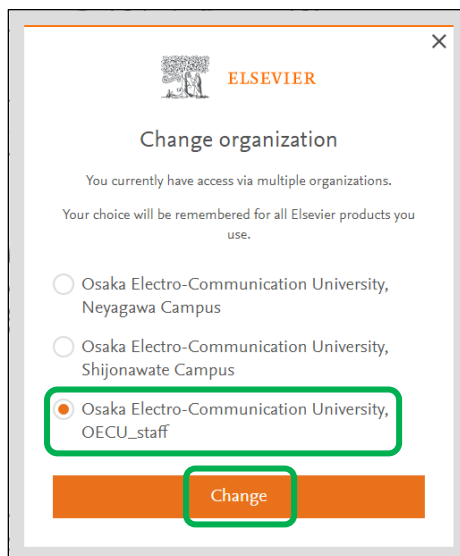 ELSEVIER
Change organization
You currently have access via multiple organizations.
Your choice will be remembered for all Elsevier products you
use.
Osaka Electro-Communication University,
Neyagawa Campus
Osaka Electro-Communication University,
Shijonawate Campus
Osaka Electro-Communication University,
OECU_staff
Change